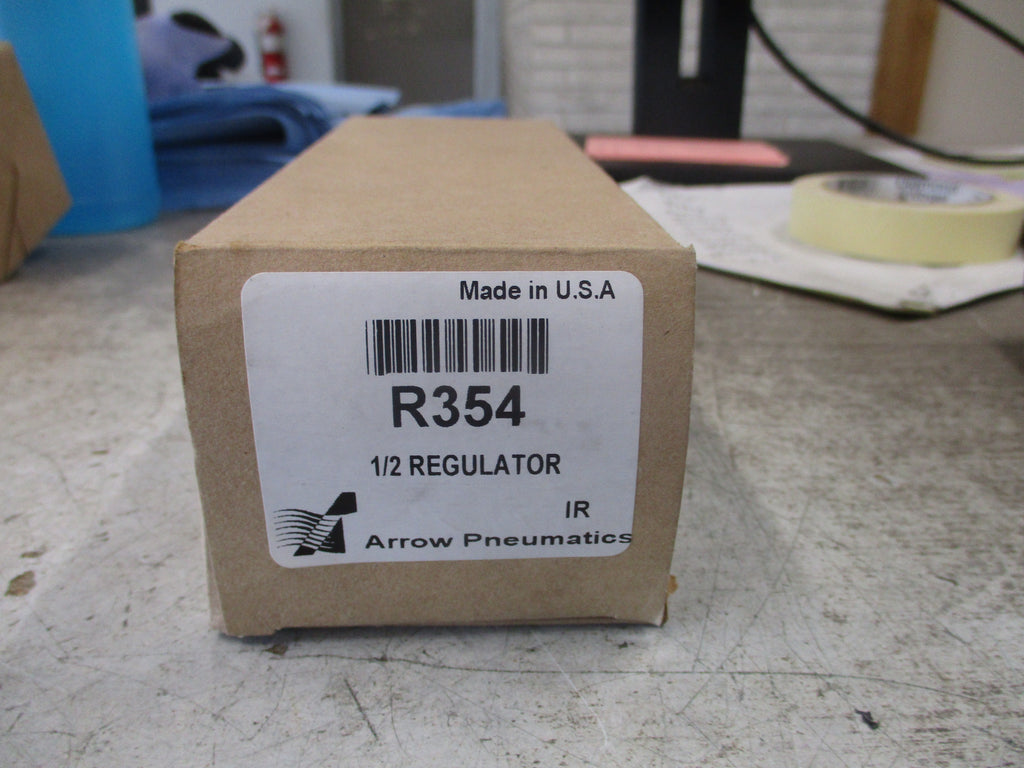 Made in U.S.A
R354
1/2 REGULATOR
IR
Arrow Pneumatics